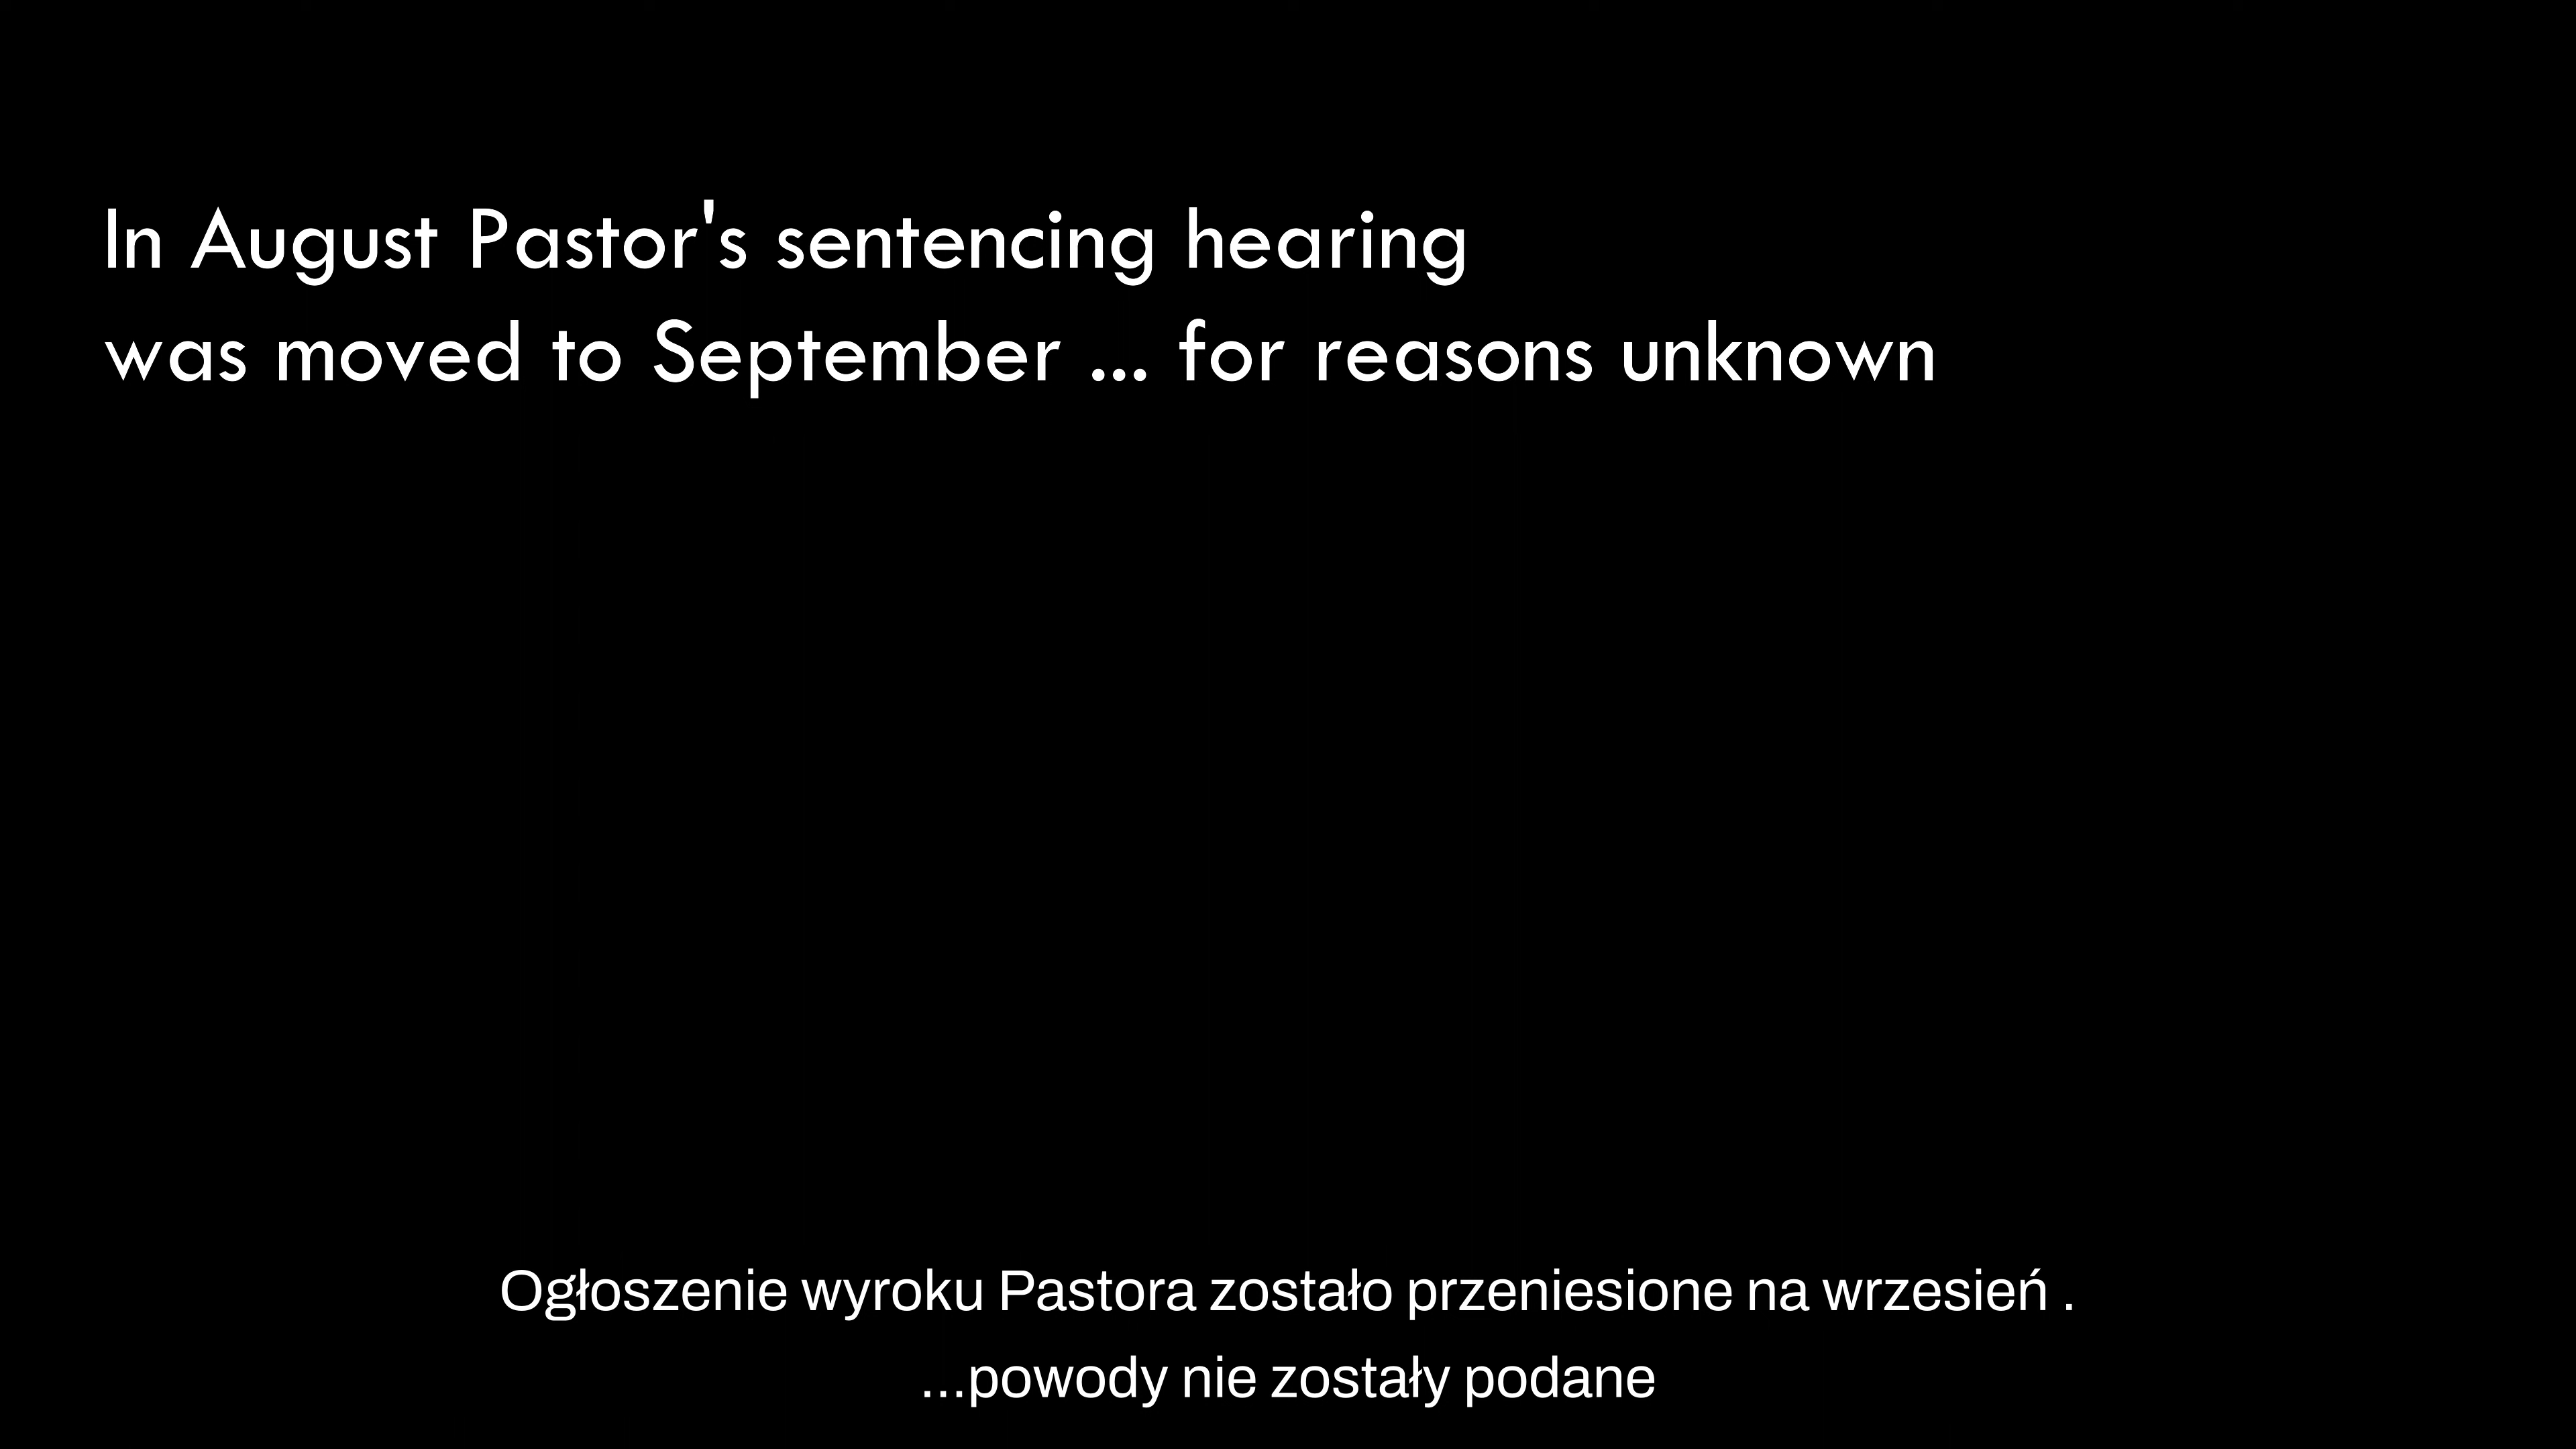 In August Pastor's sentencing hearing
was moved to September ... for reasons unknown
Ogłoszenie wyroku Pastora zostało przeniesione na wrzesień .
...powody nie zostały podane